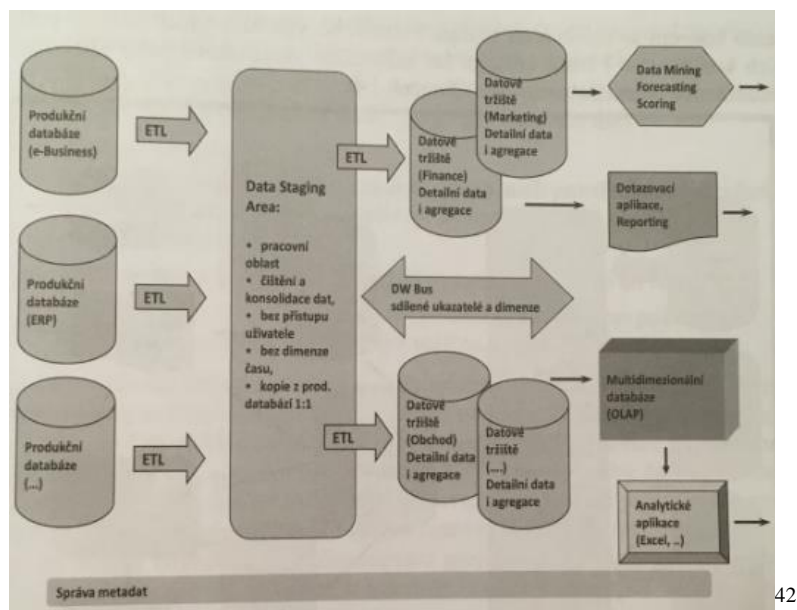 Produkční
databáze
(e-Business)
ETL
Produkční
databáze
(ERP)
ETL
Produkční
databáze
(...)
ETL
Data Staging
Area:
• pracovní
oblast
• čištění a
konsolidace dat,
• bez přístupu
uživatele
• bez dimenze
času,
• kopie z prod.
databází 1:1
ETL
Datové
tržiště
(Finance)
Detailní data
i agregace
Datové
tržiště
(Marketing)
Detailní data
i agregace
Data Mining
Forecasting
Scoring
Dotazovací
aplikace,
Reporting
DW Bus
sdílené ukazatelé a dimenze
ETL
Datové
tržiště
(Obchod)
Detailní data
i agregace
Datové
tržiště
(....)
Detailní data
i agregace
Multidimezionální
databáze
(OLAP)
Analytické
aplikace
(Excel, ..)
Správa metadat
42